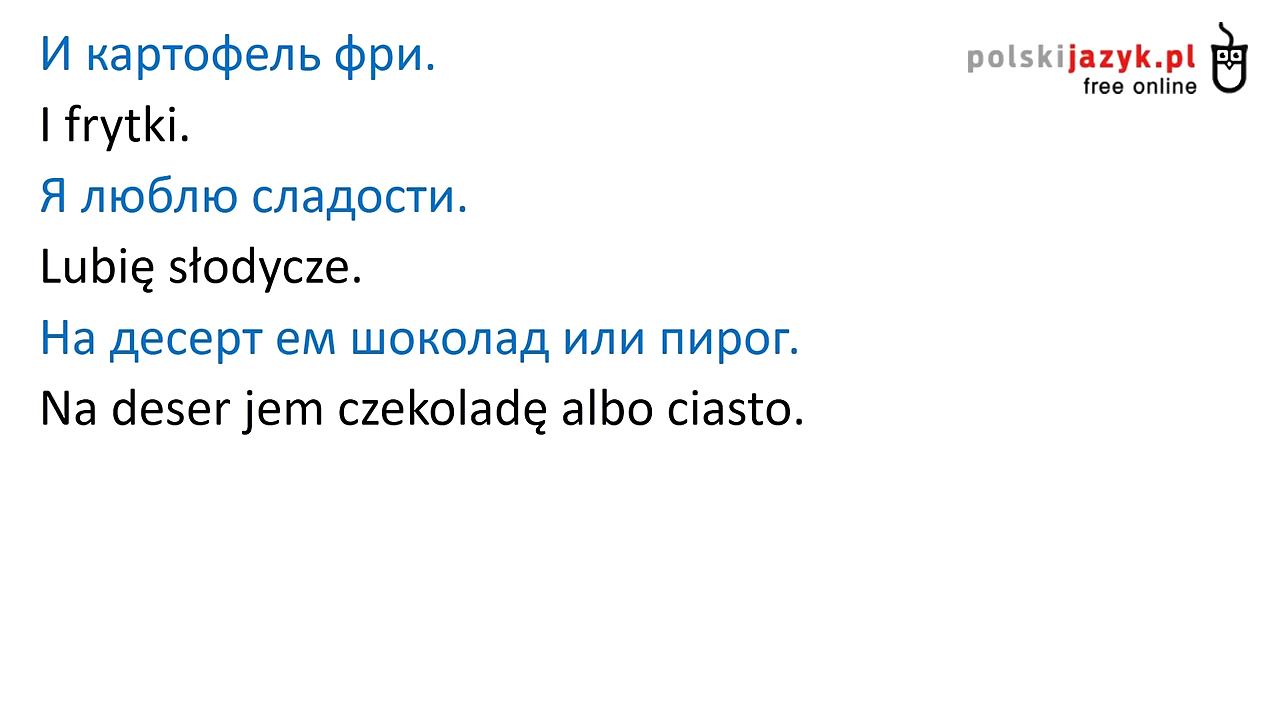 И картофель фри.
I frytki.
Я люблю сладости.
Lubię słodycze.
На десерт ем шоколад или пирог.
Na deser jem czekoladę albo ciasto.
polskijazyk.pl
free online